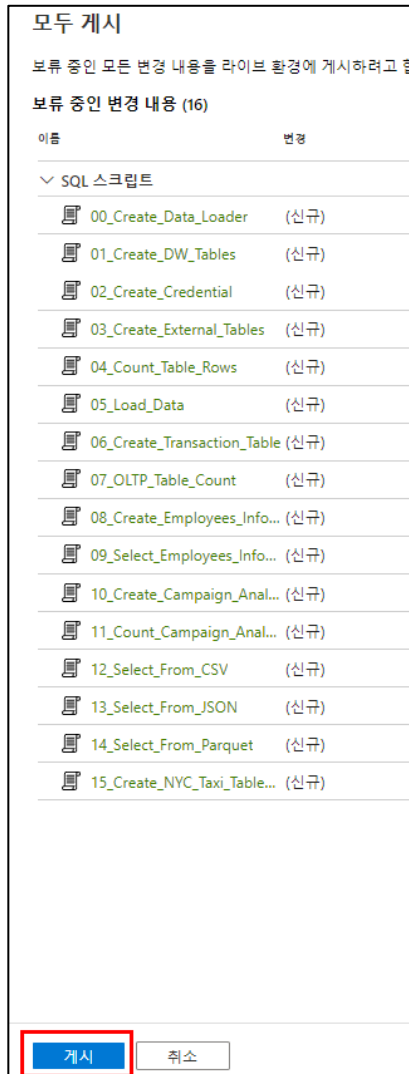 모두 게시
보류 중인 모든 변경 내용을 라이브 환경에 게시하려고
보류 중인 변경 내용 (16)
이름 변경
SQL 스크립트
00_Create_Data_Loader (신규)
01_Create_DW_Tables (신규)
02_Create_Credential (신규)
03_Create_External_Tables (신규)
04_Count_Table_Rows (신규)
05_Load_Data (신규)
06_Create_Transaction_Table (신규)
07_OLTP_Table_Count (신규)
08_Create_Employees_Info... (신규)
09_Select_Employees_Info... (신규)
10_Create_Campaign_Anal... (신규)
11_Count_Campaign_Anal... (신규)
12_Select_From_CSV (신규)
13_Select_From_JSON (신규)
14_Select_From_Parquet (신규)
15_Create_NYC_Taxi_Table... (신규)
게시 취소